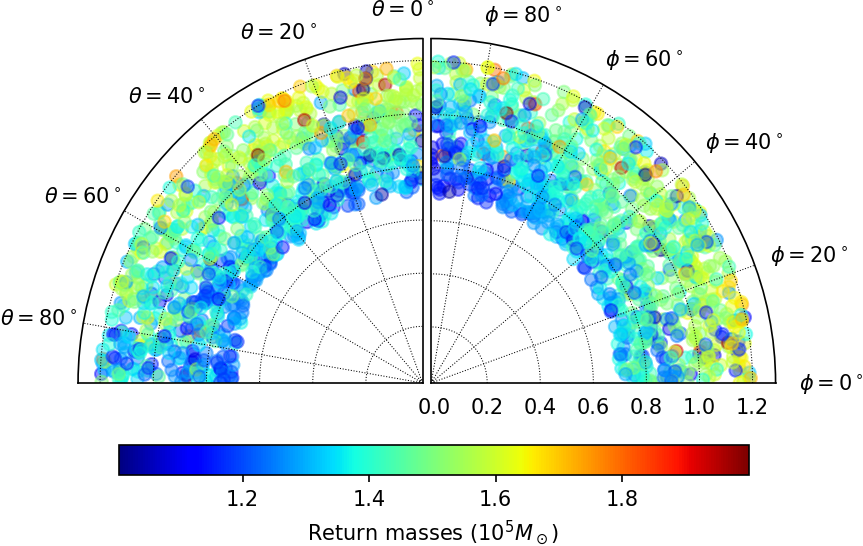 θ = 0°
ϕ = 80°
θ = 20°
ϕ = 60°
θ = 40°
ϕ = 40°
θ = 60°
ϕ = 20°
θ = 80°
ϕ = 0°
0.0 0.2 0.4 0.6 0.8 1.0 1.2
1.2 1.4 1.6 1.8
Return masses (10⁵M☉)